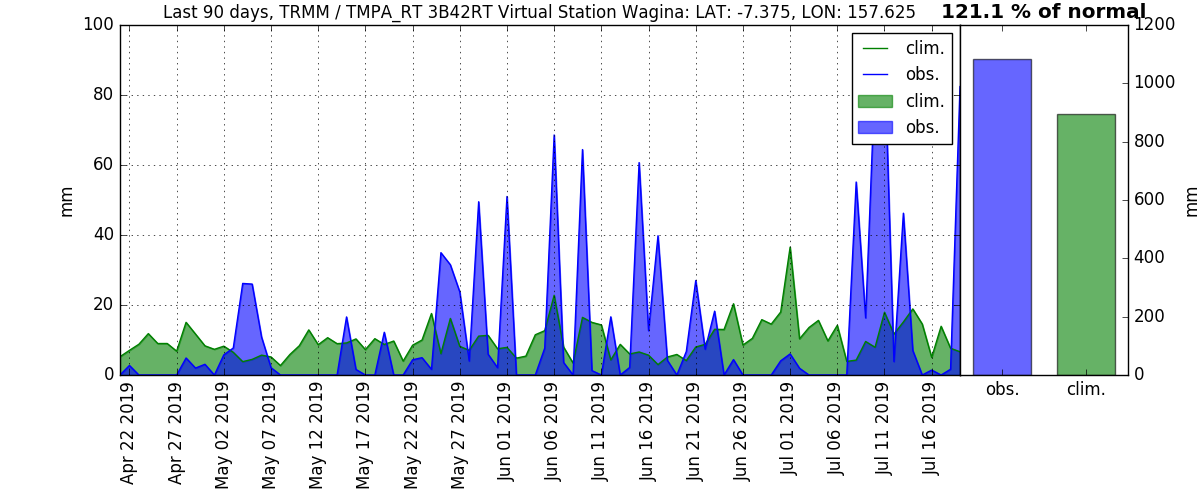 Last 90 days, TRMM / TMPA_RT 3B42RT Virtual Station Wagina: LAT: -7.375, LON: 157.625
121.1 % of normal
100
80
60
40
20
0
mm
clim.
obs.
clim.
obs.
1200
1000
800
600
400
200
0
mm
Apr 22 2019
Apr 27 2019
May 02 2019
May 07 2019
May 12 2019
May 17 2019
May 22 2019
May 27 2019
Jun 01 2019
Jun 06 2019
Jun 11 2019
Jun 16 2019
Jun 21 2019
Jun 26 2019
Jul 01 2019
Jul 06 2019
Jul 11 2019
Jul 16 2019
obs.
clim.